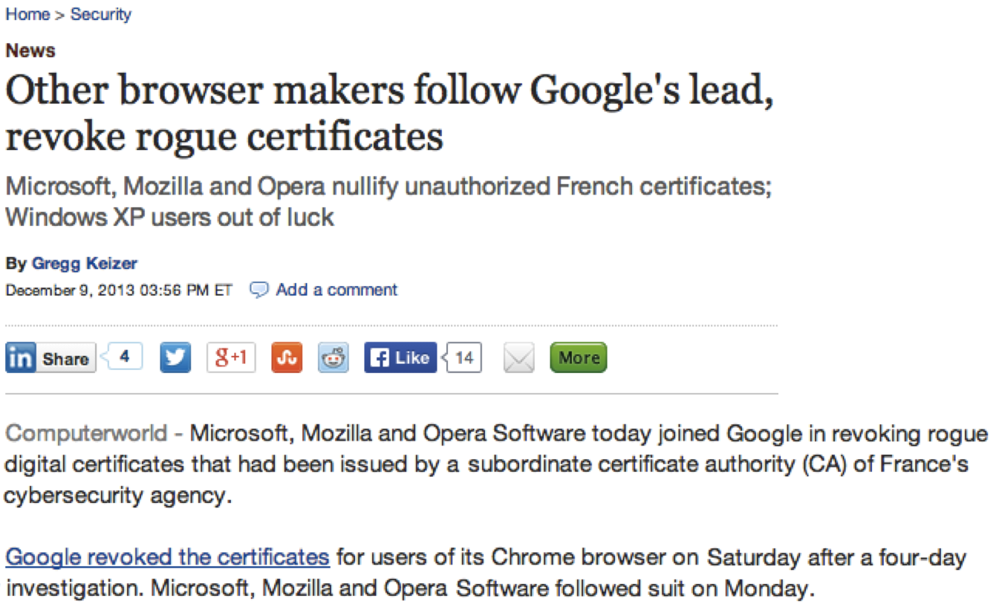 Home > Security
News
Other browser makers follow Google's lead,
revoke rogue certificates
Microsoft, Mozilla and Opera nullify unauthorized French certificates;
Windows XP users out of luck
By Gregg Keizer
December 9, 2013 03:56 PM ET Add a comment
in Share 4 g+1 f Like 14 More
Computerworld - Microsoft, Mozilla and Opera Software today joined Google in revoking rogue
digital certificates that had been issued by a subordinate certificate authority (CA) of France's
cybersecurity agency.
Google revoked the certificates for users of its Chrome browser on Saturday after a four-day
investigation. Microsoft, Mozilla and Opera Software followed suit on Monday.